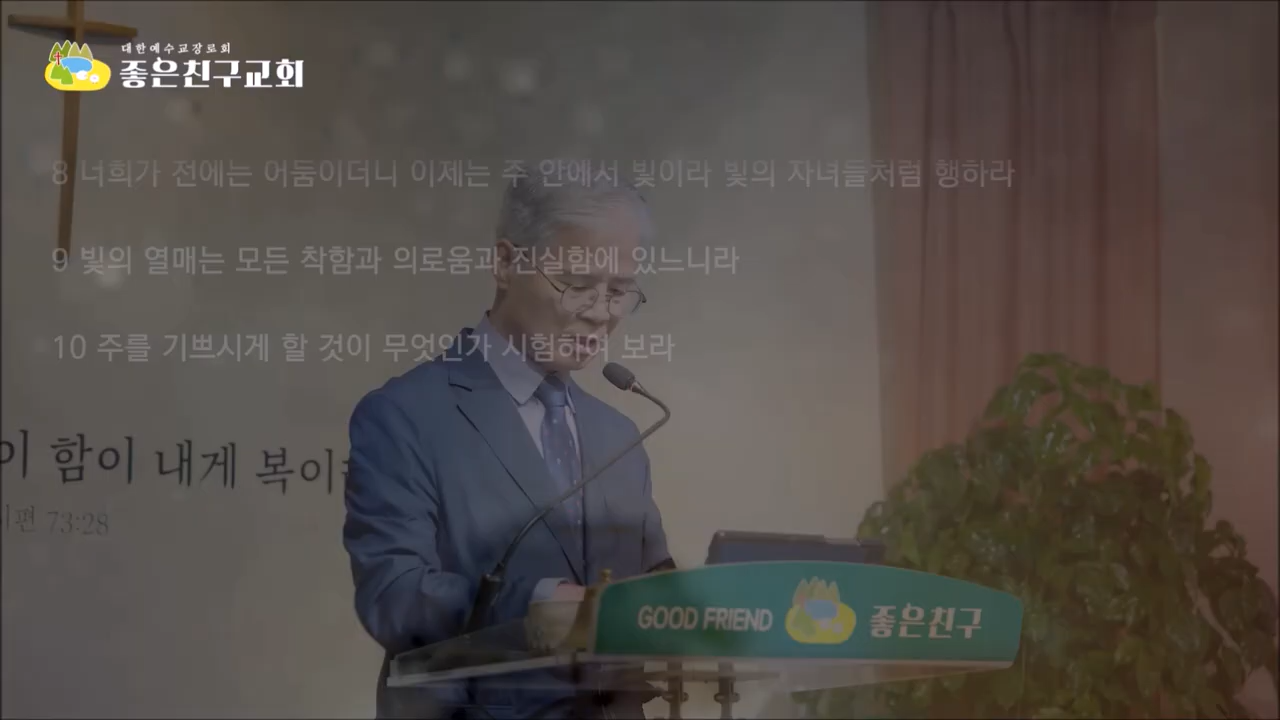 대한예수교장로회
좋은친구교회
8 너희가 전에는 어둠이더니 이제는 주 안에서 빛이라 빛의 자녀들처럼 행하라
9 빛의 열매는 모든 착함과 의로움과 진실함에 있느니라
10 주를 기쁘시게 할 것이 무엇인가 시험하여 보라
이 함이 내게 복이
시편 73:28
GOOD FRIEND 좋은친구